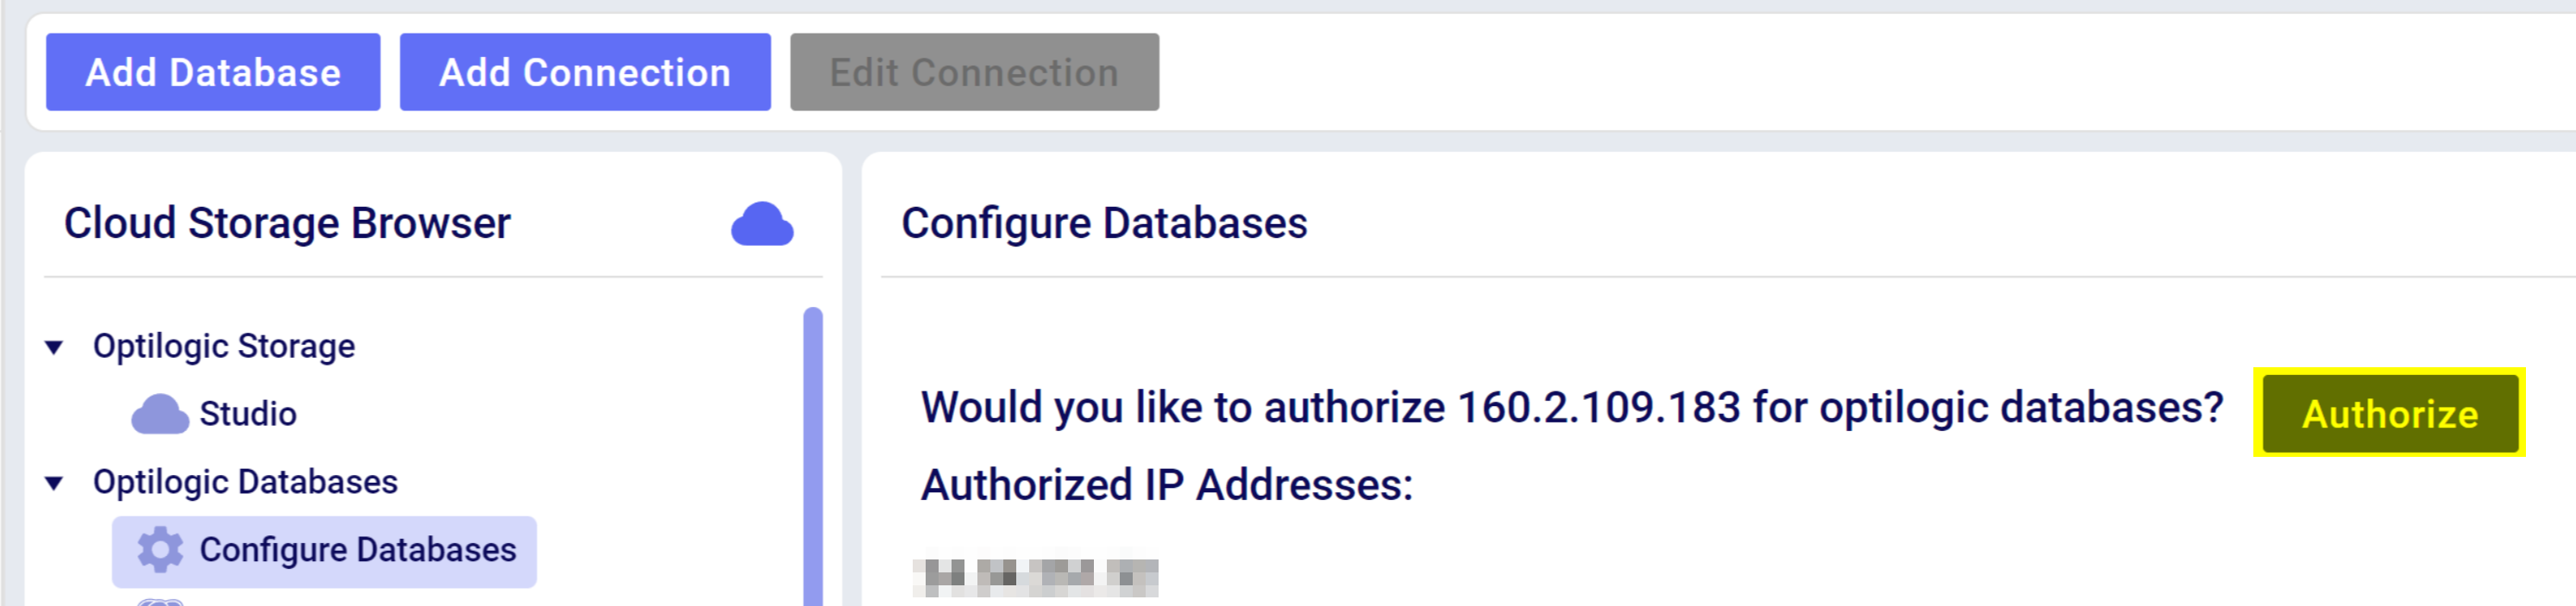 Add Database
Add Connection
Edit Connection
Cloud Storage Browser
Configure Databases
Optilogic Storage
Studio
Optilogic Databases
Configure Databases
Would you like to authorize 160.2.109.183 for optilogic databases?
Authorize
Authorized IP Addresses: